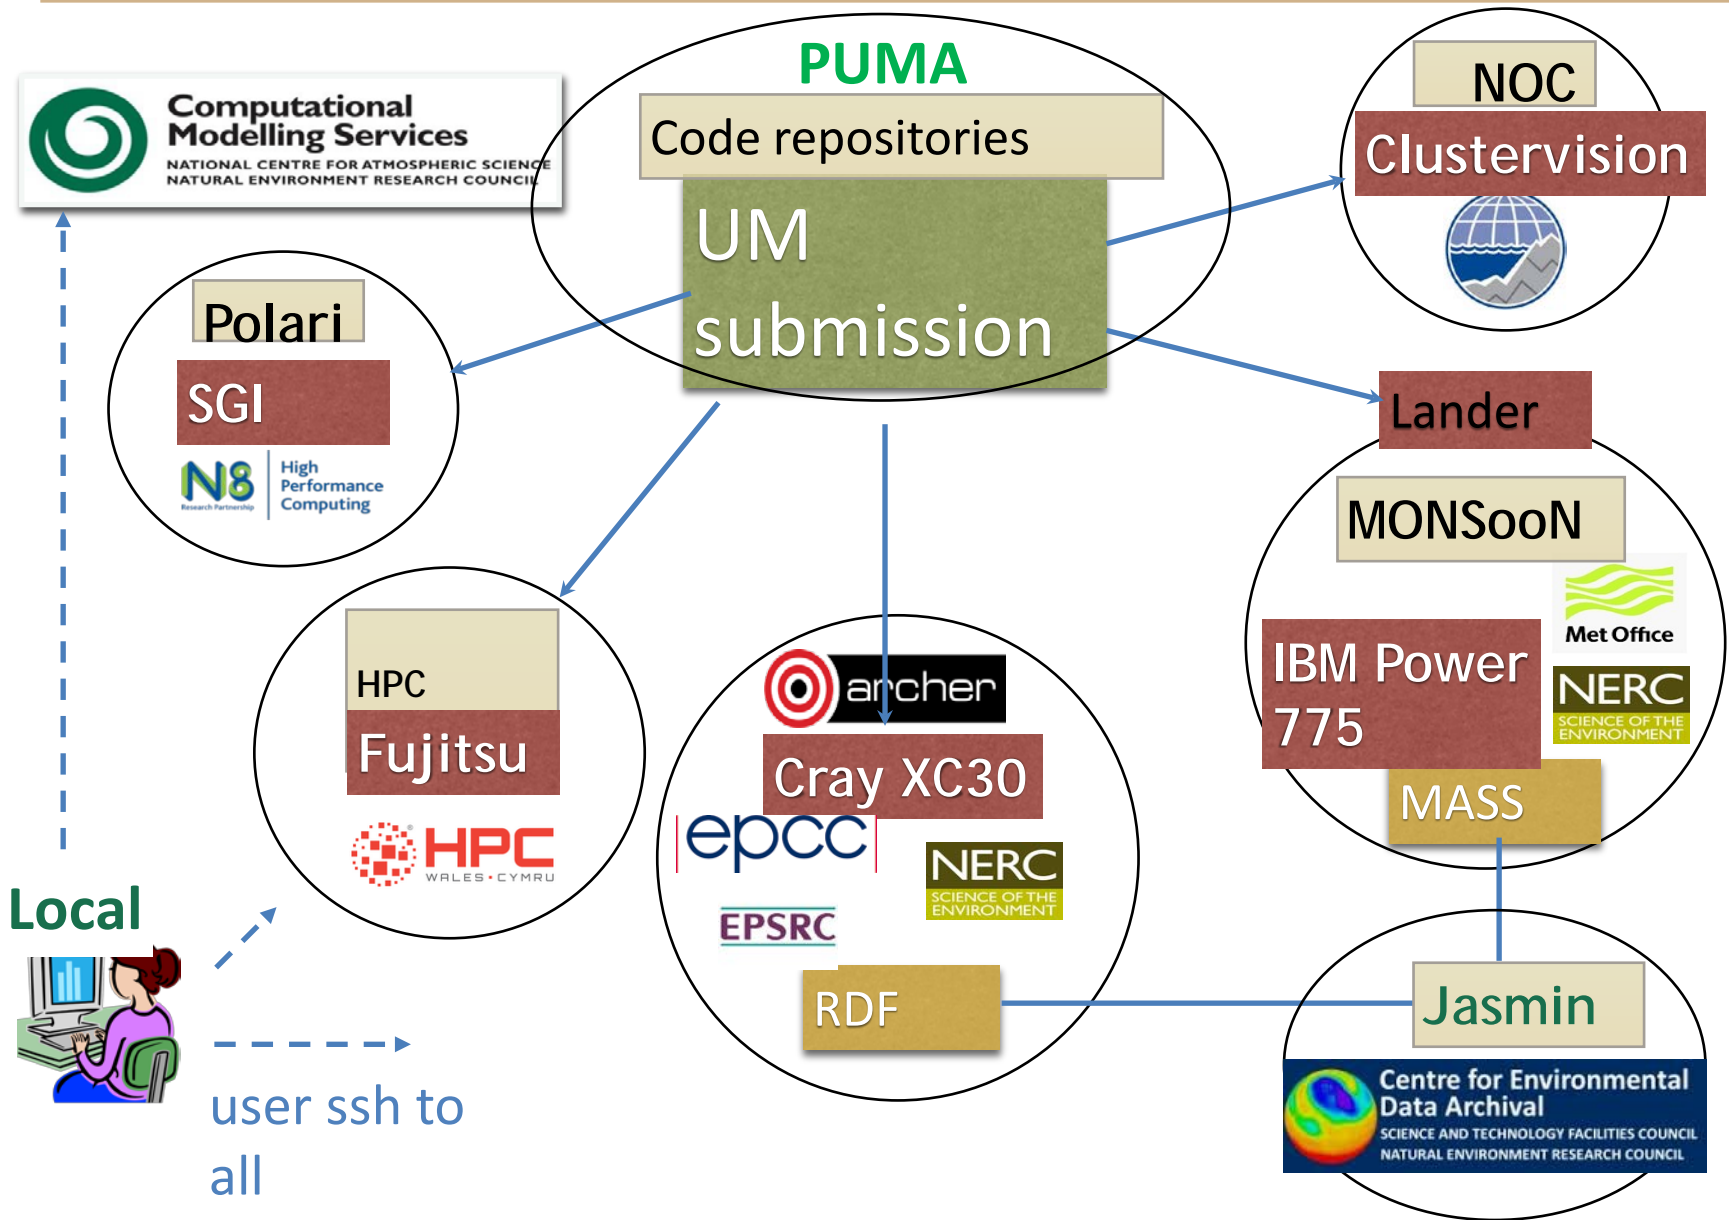 PUMA
Code repositories
UM
submission
Computational
Modelling Services
NATIONAL CENTRE FOR ATMOSPHERIC SCIENCE
NATURAL ENVIRONMENT RESEARCH COUNCIL
NOC
Clustervision
Polari
SGI
N8
Research Partnership
High
Performance
Computing
Lander
MONSooN
Met Office
IBM Power
775
NERC
SCIENCE OF THE
ENVIRONMENT
MASS
HPC
Fujitsu
HPC
WALES•CYMRU
archer
Cray XC30
epcc
NERC
SCIENCE OF THE
ENVIRONMENT
EPSRC
RDF
Local
user ssh to
all
Jasmin
Centre for Environmental
Data Archival
SCIENCE AND TECHNOLOGY FACILITIES COUNCIL
NATURAL ENVIRONMENT RESEARCH COUNCIL